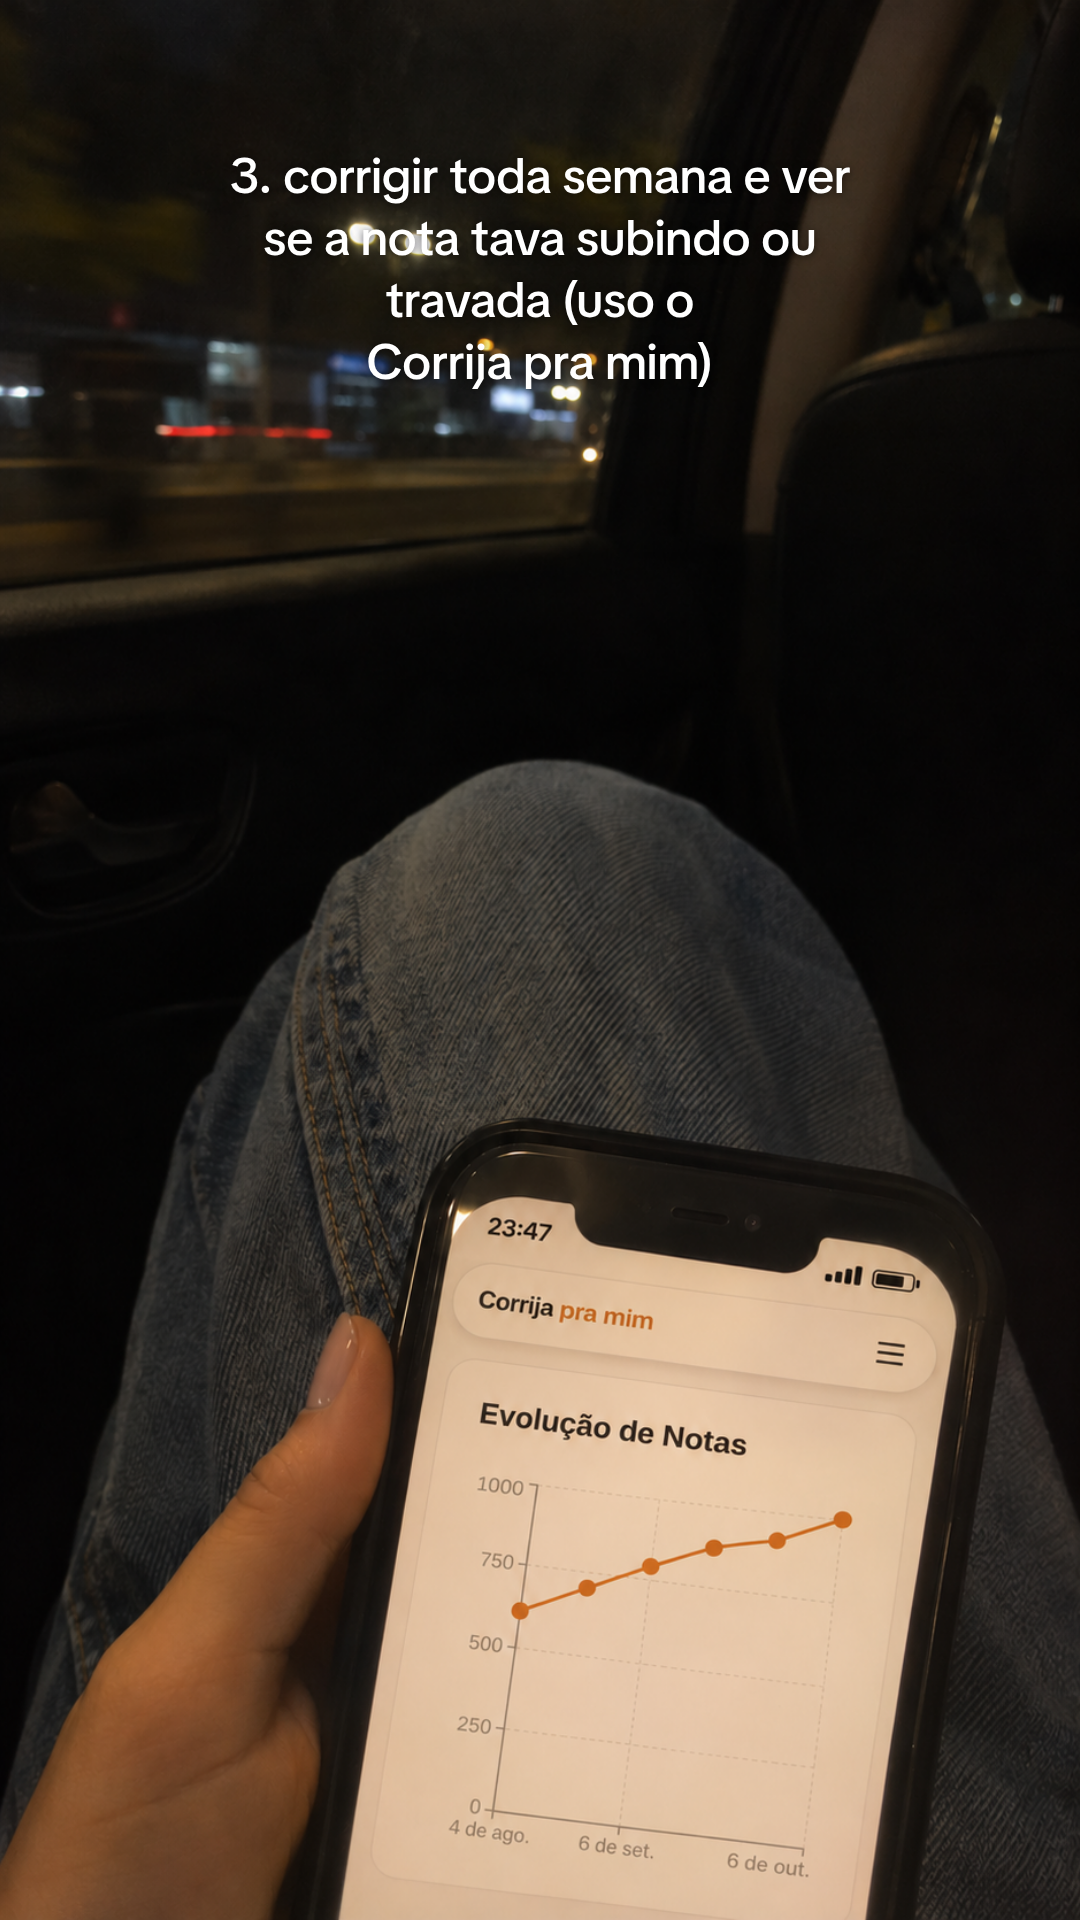 3. corrigir toda semana e ver
se a nota tava subindo ou
travada (uso o
Corrija pra mim)
23:47
Corrija pra mim
Evolução de Notas
1000
750
500
250
0
4 de ago.
6 de set.
6 de out.